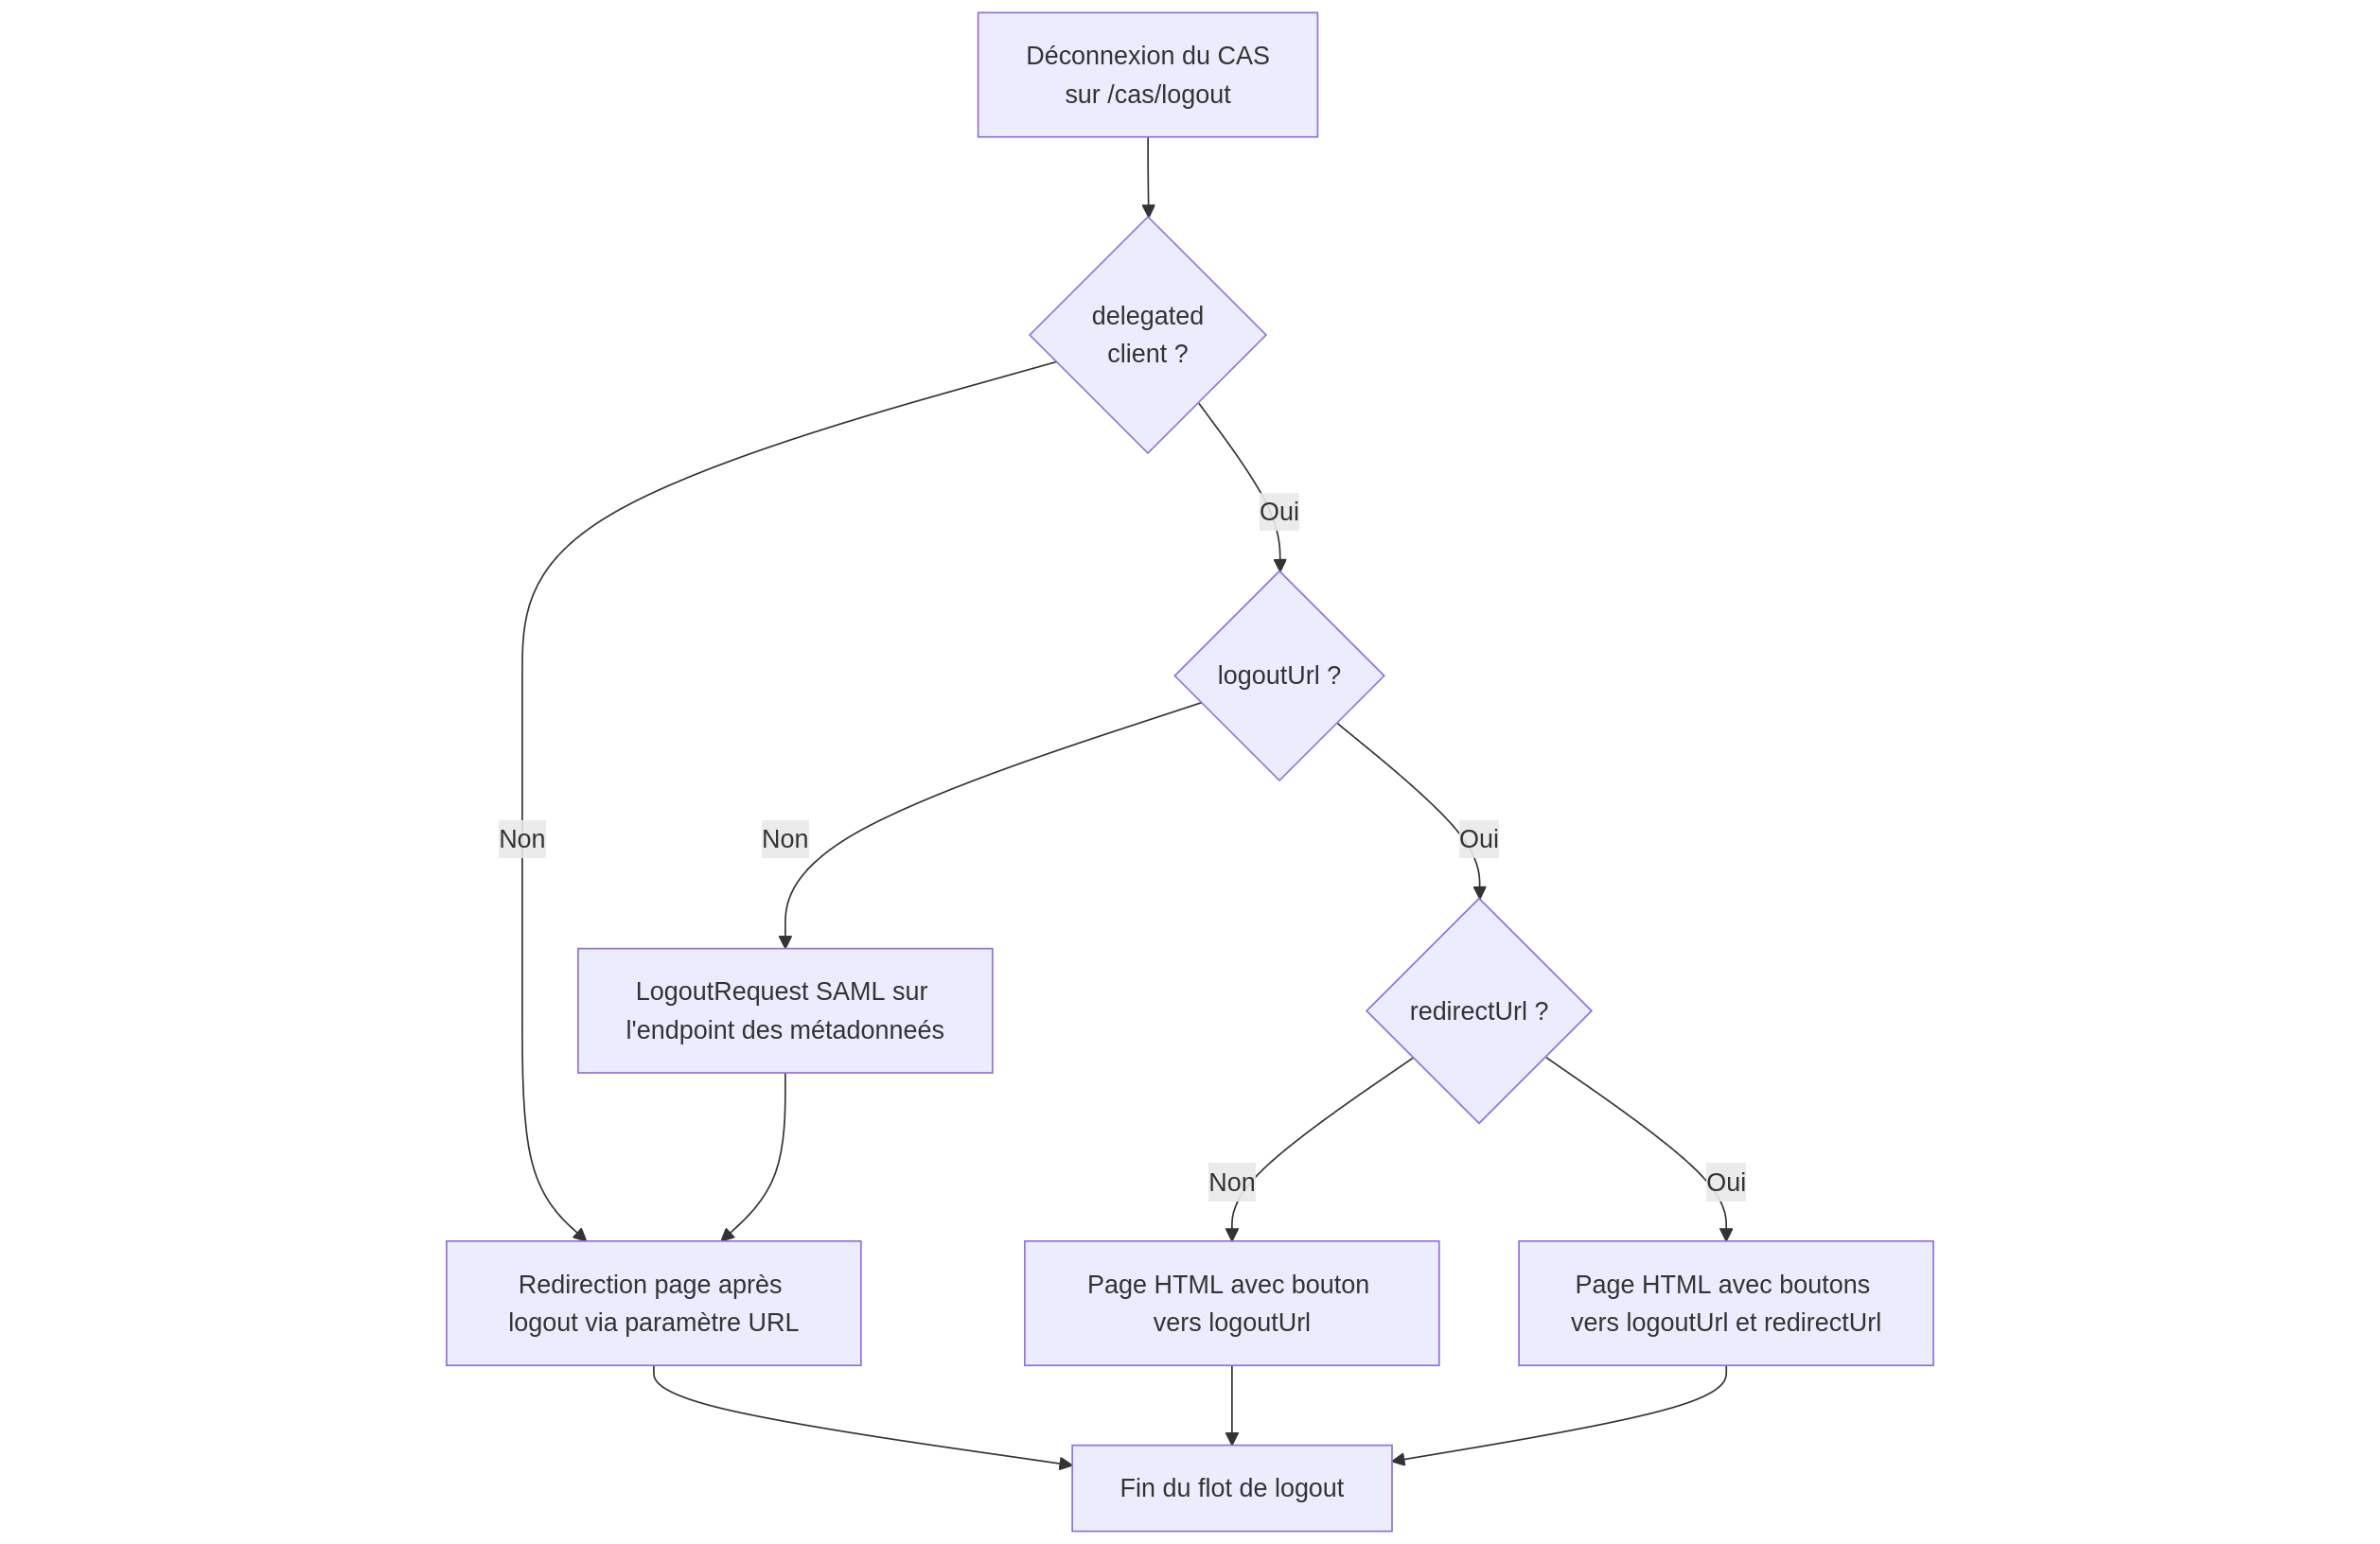 Déconnexion du CAS
sur /cas/logout
delegated
client ?
Oui
logoutUrl ?
Non
Non
Oui
LogoutRequest SAML sur
l'endpoint des métadonneés
redirectUrl ?
Non
Oui
Redirection page après
logout via paramètre URL
Page HTML avec bouton
vers logoutUrl
Page HTML avec boutons
vers logoutUrl et redirectUrl
Fin du flot de logout